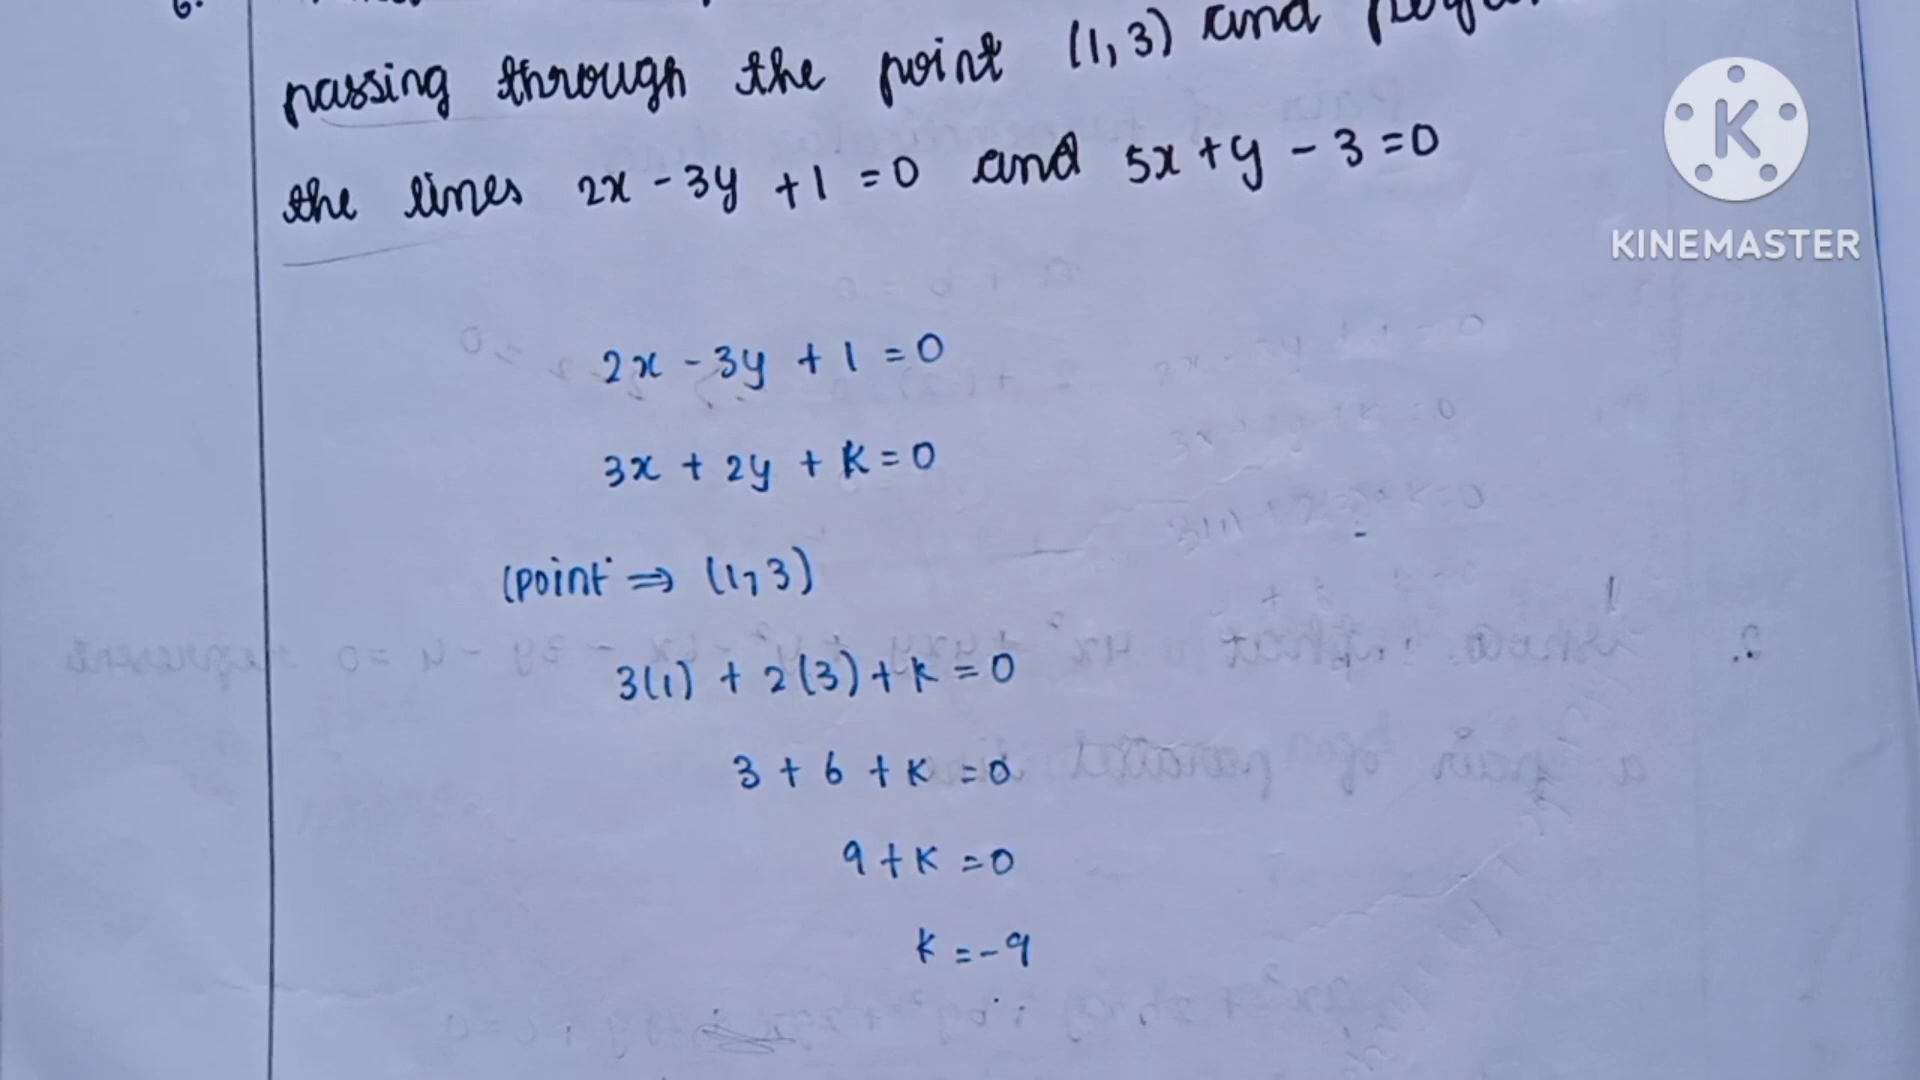 6.
passing through the point (1,3) and
the lines 2x - 3y + 1 = 0 and 5x + y - 3 = 0
KINEMASTER
2x - 3y + 1 = 0
3x + 2y + K = 0
(point ⇒ (1,3)
3(1) + 2(3) + k = 0
3 + 6 + K = 0
9 + K = 0
K = -9